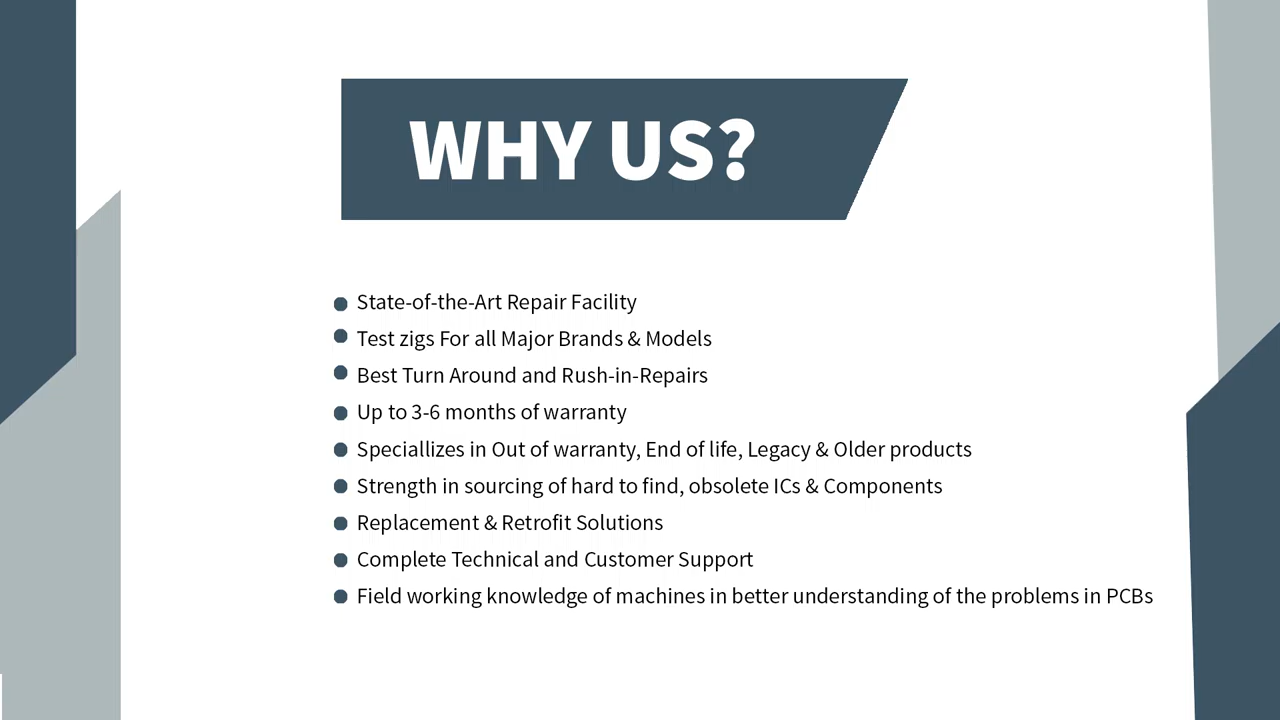 WHY US?
State-of-the-Art Repair Facility
Test zigs For all Major Brands & Models
Best Turn Around and Rush-in-Repairs
Up to 3-6 months of warranty
Speciallizes in Out of warranty, End of life, Legacy & Older products
Strength in sourcing of hard to find, obsolete ICs & Components
Replacement & Retrofit Solutions
Complete Technical and Customer Support
Field working knowledge of machines in better understanding of the problems in PCBs